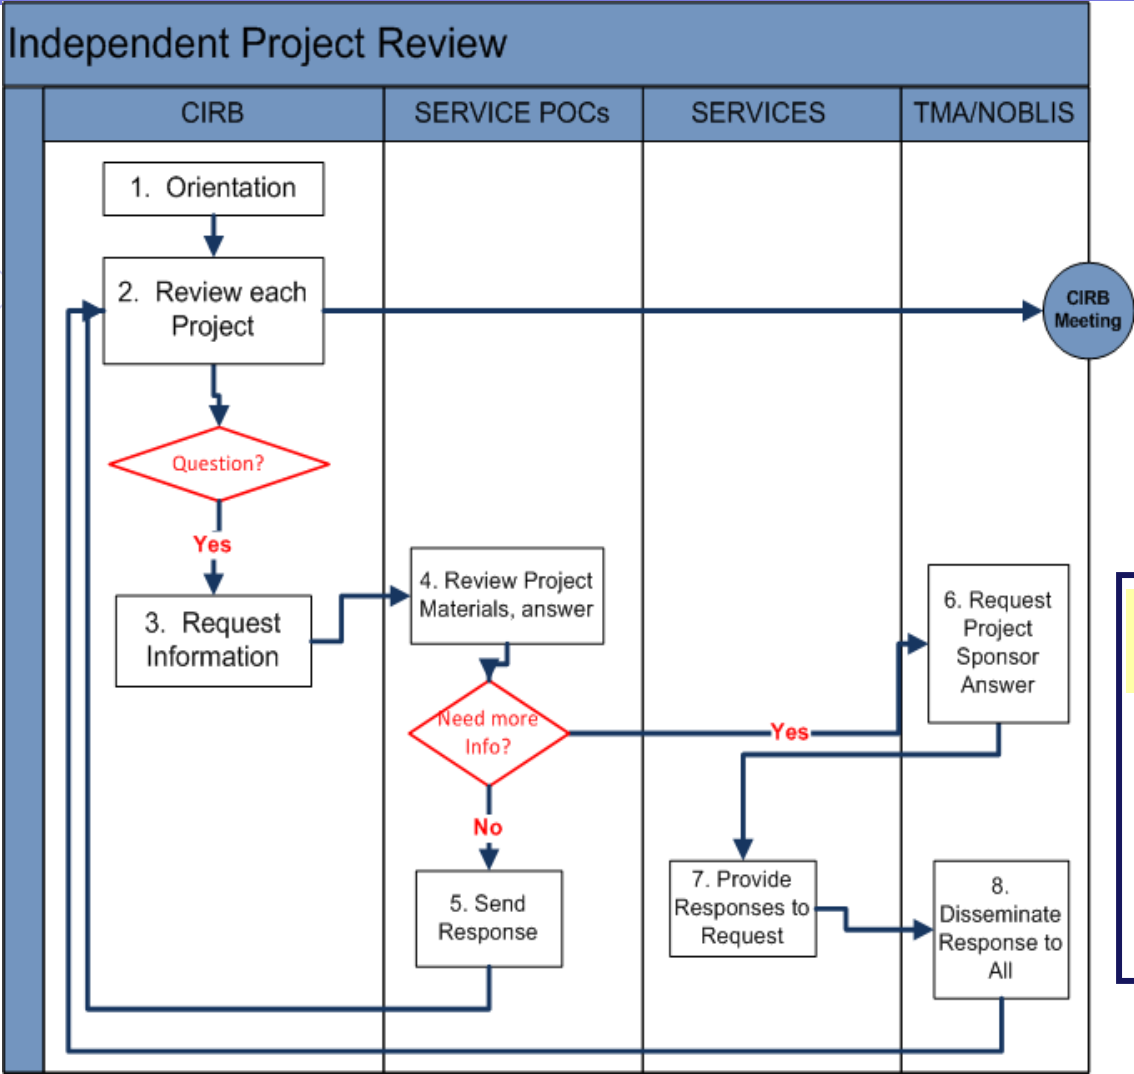 Independent Project Review
CIRB
SERVICE POCs
SERVICES
TMA/NOBLIS
1. Orientation
2. Review each
Project
CIRB
Meeting
Question?
Yes
3. Request
Information
4. Review Project
Materials, answer
6. Request
Project
Sponsor
Answer
Need more
Info?
Yes
No
5. Send
Response
7. Provide
Responses to
Request
8.
Disseminate
Response to
All